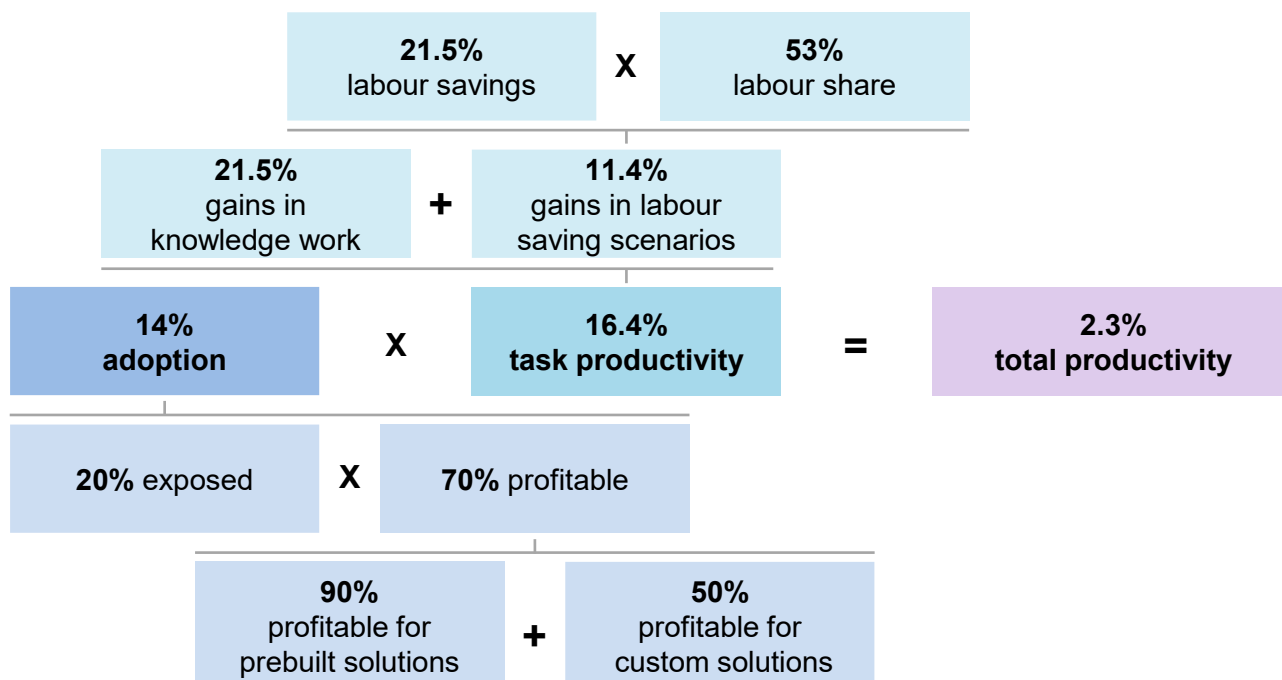 21.5%
labour savings
X
53%
labour share
21.5%
gains in
knowledge work
+
11.4%
gains in labour
saving scenarios
14%
adoption
X
16.4%
task productivity
=
2.3%
total productivity
20% exposed
X
70% profitable
90%
profitable for
prebuilt solutions
+
50%
profitable for
custom solutions